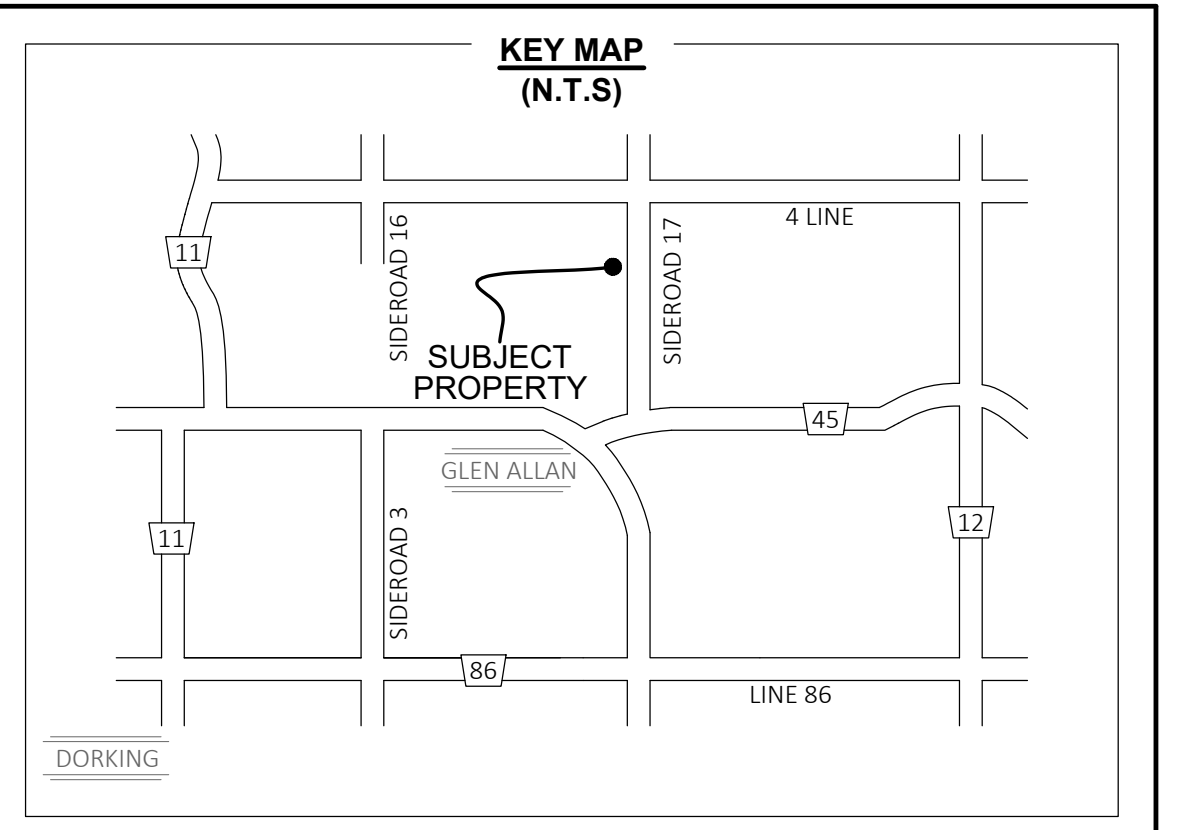 KEY MAP
(N.T.S)
4 LINE
SIDEROAD 16
SIDEROAD 17
11
SUBJECT
PROPERTY
45
GLEN ALLAN
11
12
SIDEROAD 3
86
LINE 86
DORKING